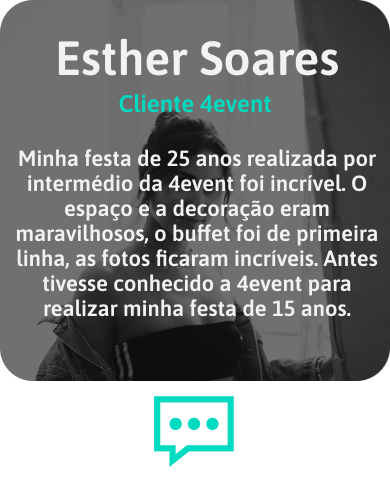 Esther Soares
Cliente 4event
Minha festa de 25 anos realizada por
intermédio da 4event foi incrível. O
espaço e a decoração eram
maravilhosos, o buffet foi de primeira
linha, as fotos ficaram incríveis. Antes
tivesse conhecido a 4event para
realizar minha festa de 15 anos.